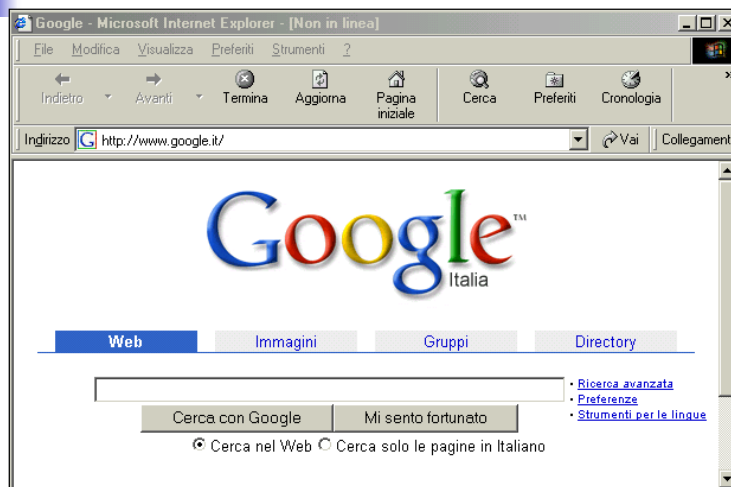 Google - Microsoft Internet Explorer - [Non in linea]
File Modifica Visualizza Preferiti Strumenti ?
Indietro Avanti Termina Aggiorna Pagina iniziale Cerca Preferiti Cronologia »
Indirizzo http://www.google.it/ Vai Collegament
Google™
Italia
Web Immagini Gruppi Directory
• Ricerca avanzata
• Preferenze
• Strumenti per le lingue
Cerca con Google Mi sento fortunato
Cerca nel Web Cerca solo le pagine in Italiano